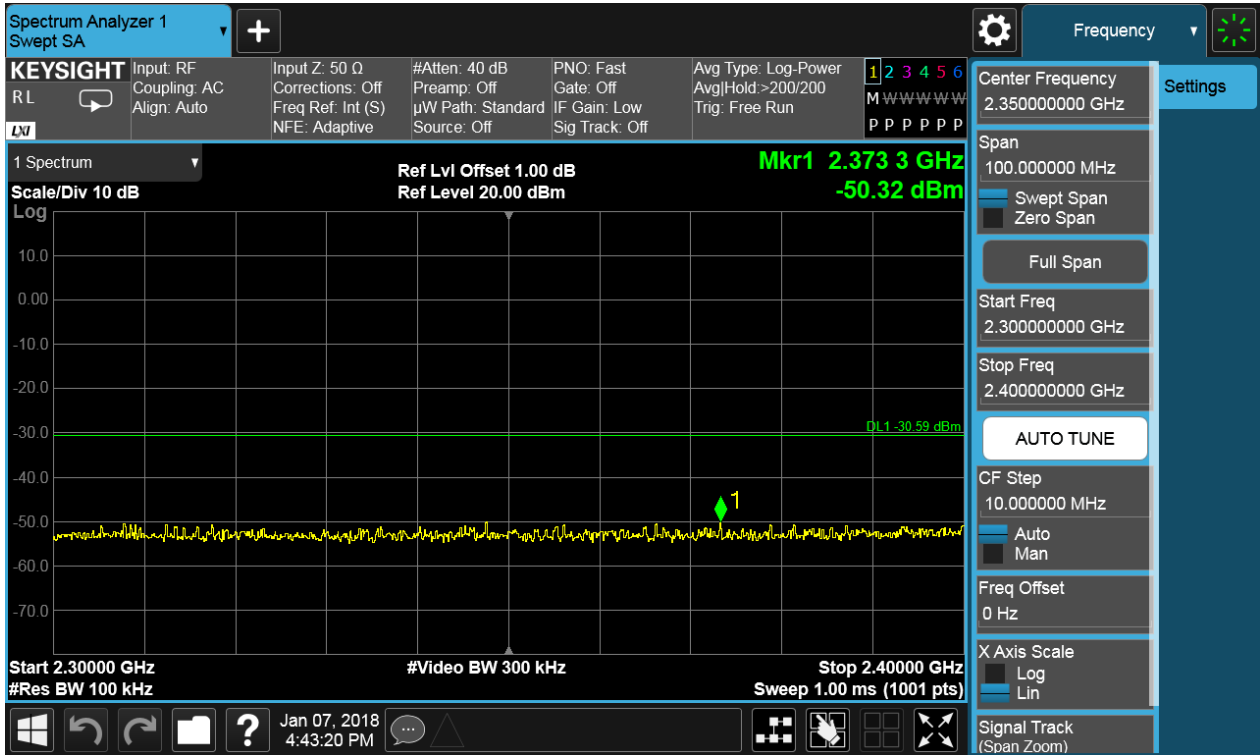 Spectrum Analyzer 1
Swept SA
+
Frequency
KEYSIGHT
RL
LXI
Input: RF
Coupling: AC
Align: Auto
Input Z: 50 Ω
Corrections: Off
Freq Ref: Int (S)
NFE: Adaptive
#Atten: 40 dB
Preamp: Off
µW Path: Standard
Source: Off
PNO: Fast
Gate: Off
IF Gain: Low
Sig Track: Off
Avg Type: Log-Power
Avg|Hold:>200/200
Trig: Free Run
1 2 3 4 5 6
M W W W W W
P P P P P P
1 Spectrum
Scale/Div 10 dB
Ref Lvl Offset 1.00 dB
Ref Level 20.00 dBm
Mkr1 2.373 3 GHz
-50.32 dBm
Log
10.0
0.00
-10.0
-20.0
-30.0
-40.0
-50.0
-60.0
-70.0
DL1 -30.59 dBm
1
Start 2.30000 GHz
#Res BW 100 kHz
#Video BW 300 kHz
Stop 2.40000 GHz
Sweep 1.00 ms (1001 pts)
Center Frequency
2.350000000 GHz
Span
100.000000 MHz
Swept Span
Zero Span
Full Span
Start Freq
2.300000000 GHz
Stop Freq
2.400000000 GHz
AUTO TUNE
CF Step
10.000000 MHz
Auto
Man
Freq Offset
0 Hz
X Axis Scale
Log
Lin
Signal Track
(Span Zoom)
Settings
?
Jan 07, 2018
4:43:20 PM